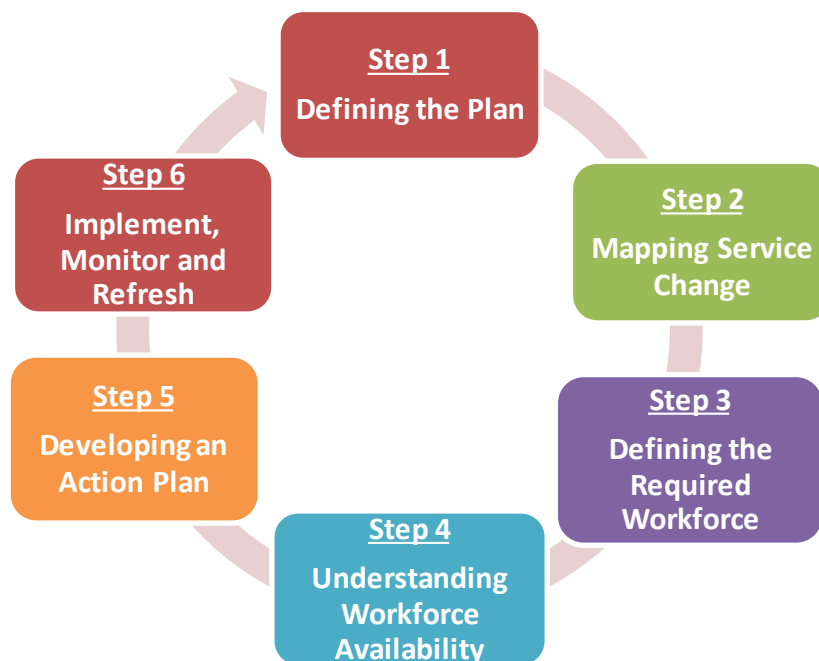 Step 1
Defining the Plan
Step 2
Mapping Service
Change
Step 3
Defining the
Required
Workforce
Step 4
Understanding
Workforce
Availability
Step 5
Developing an
Action Plan
Step 6
Implement,
Monitor and
Refresh